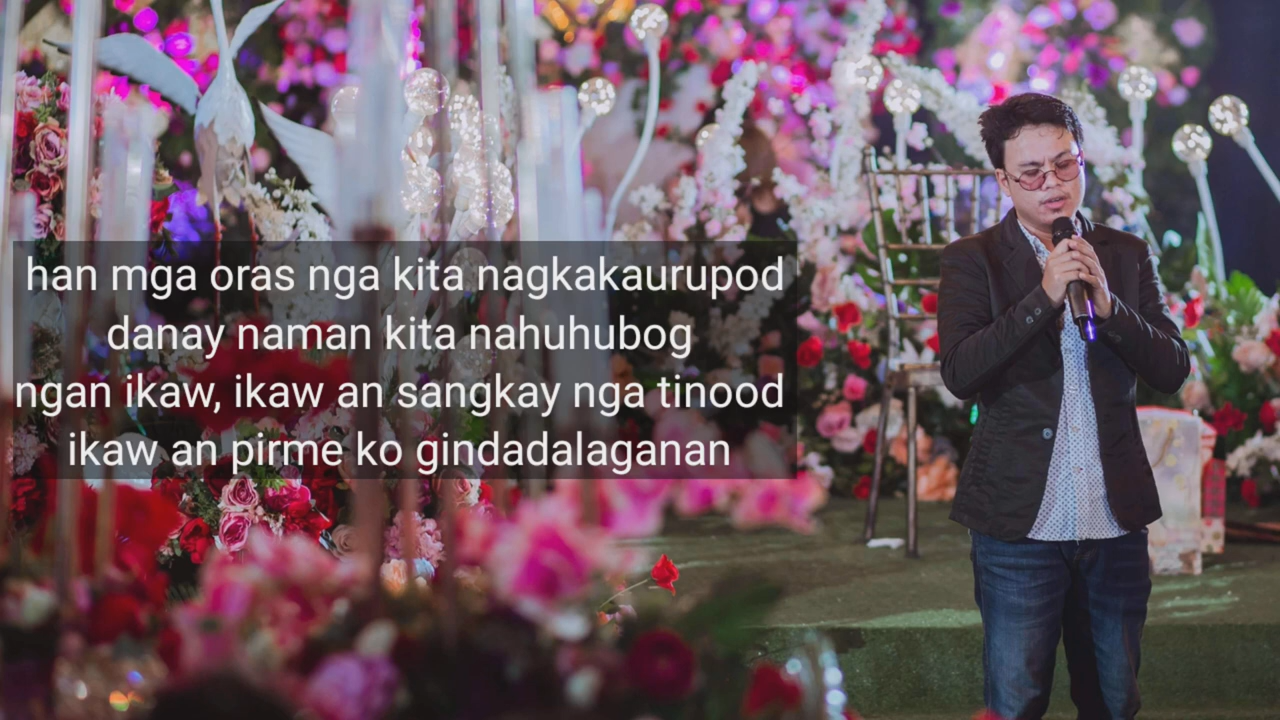 han mga oras nga kita nagkakaurupod
danay naman kita nahuhubog
ngan ikaw, ikaw an sangkay nga tinood
ikaw an pirme ko gindadalaganan